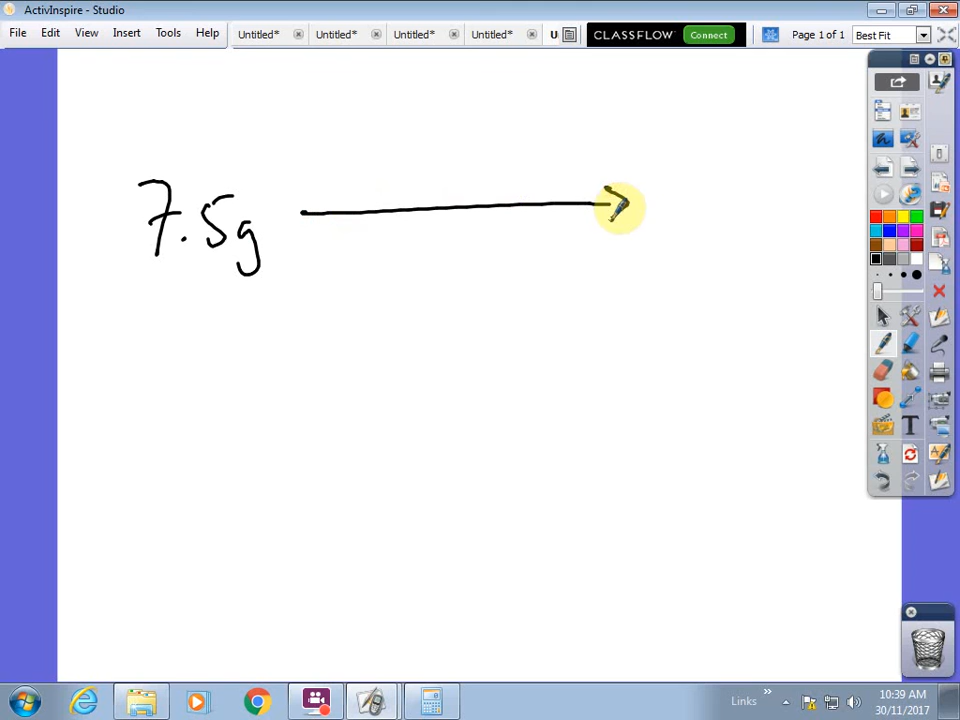 ActivInspire - Studio
File Edit View Insert Tools Help Untitled* Untitled* Untitled* Untitled* U CLASSFLOW Connect Page 1 of 1 Best Fit
7.5g
T
Links »
10:39 AM
30/11/2017